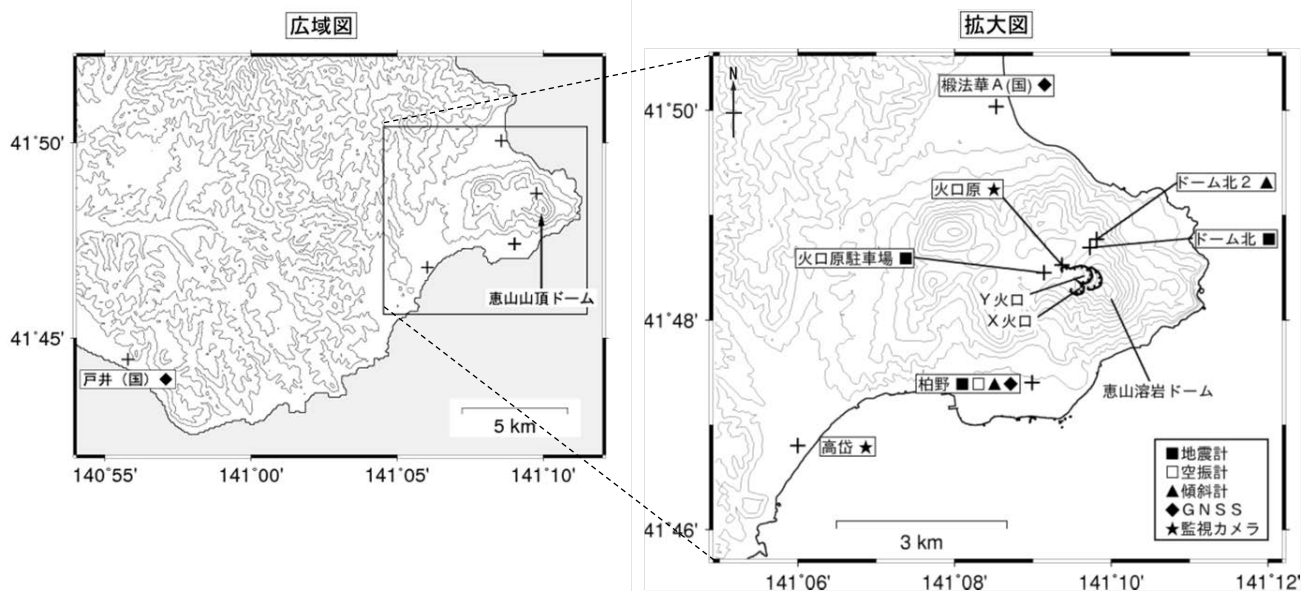 広域図
拡大図
N
椴法華A(国)◆
41°50'
41°50'
火口原★
ドーム北2▲
ドーム北■
火口原駐車場■
Y火口
X火口
恵山山頂ドーム
41°48'
41°45'
戸井（国）◆
柏野■□▲◆
恵山溶岩ドーム
5 km
高岱★
■地震計
□空振計
▲傾斜計
◆GNSS
★監視カメラ
140°55'
141°00'
141°05'
141°10'
3 km
41°46'
141°06'
141°08'
141°10'
141°12'